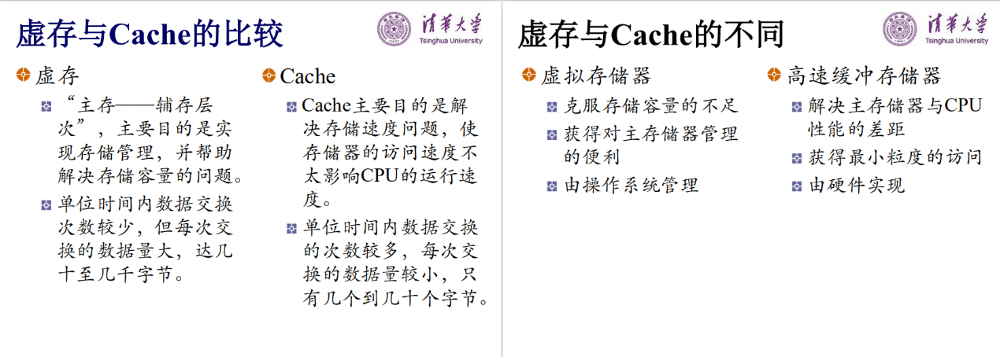 虚存与Cache的比较
清华大学
Tsinghua University
虚存
“主存——辅存层
次”，主要目的是实
现存储管理，并帮助
解决存储容量的问题。
单位时间内数据交换
次数较少，但每次交
换的数据量大，达几
十至几千字节。
Cache
Cache主要目的是解
决存储速度问题，使
存储器的访问速度不
太影响CPU的运行速
度。
单位时间内数据交换
的次数较多，每次交
换的数据量较小，只
有几个到几十个字节。
虚存与Cache的不同
清华大学
Tsinghua University
虚拟存储器
克服存储容量的不足
获得对主存储器管理
的便利
由操作系统管理
高速缓冲存储器
解决主存储器与CPU
性能的差距
获得最小粒度的访问
由硬件实现